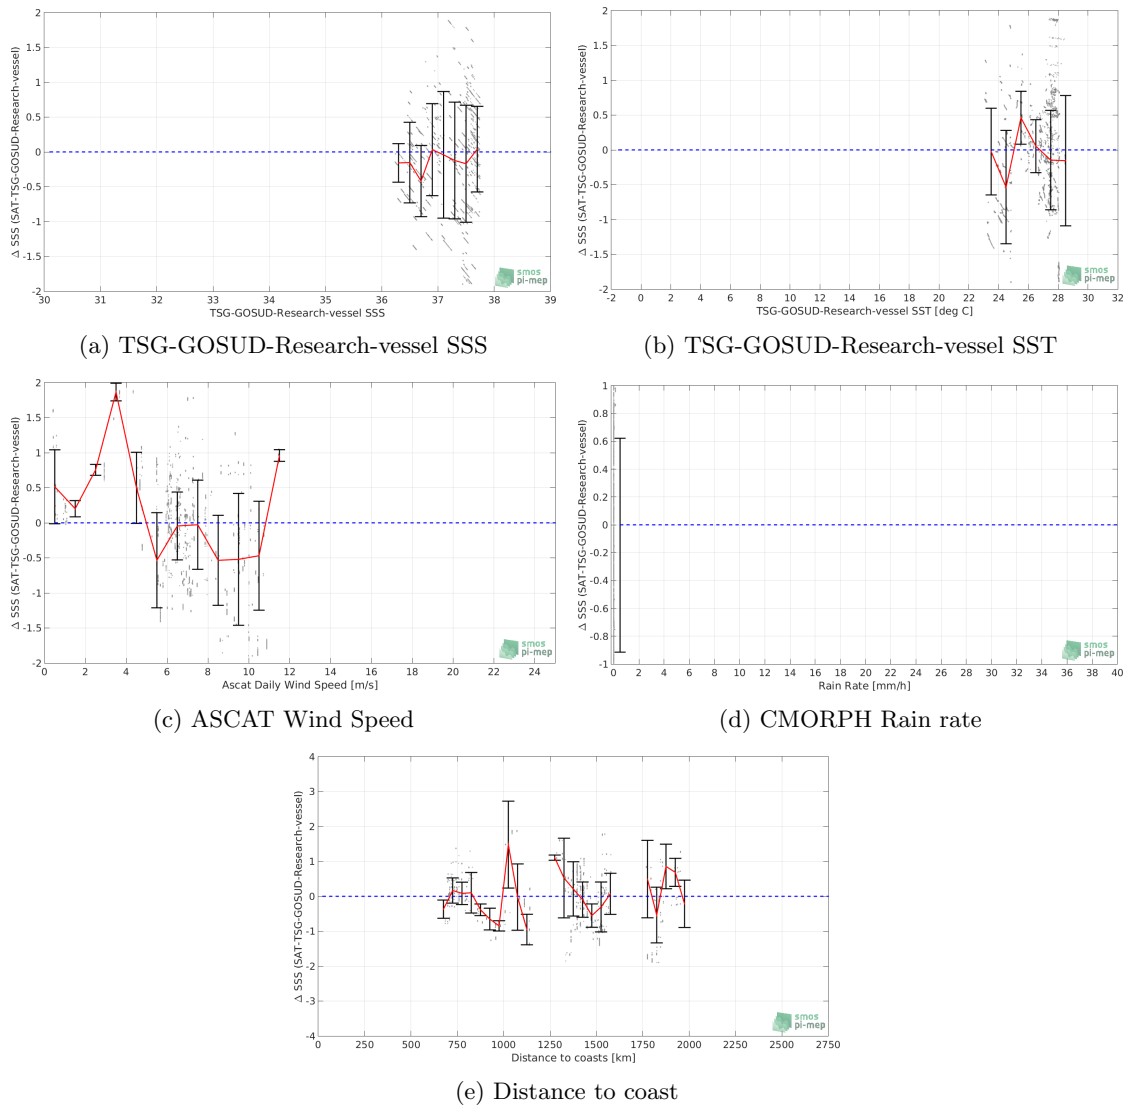 2
1.5
1
0.5
0
-0.5
-1
-1.5
-2
Δ SSS (SAT-TSG-GOSUD-Research-vessel)
30 31 32 33 34 35 36 37 38 39
TSG-GOSUD-Research-vessel SSS
smos
pi-mep
(a) TSG-GOSUD-Research-vessel SSS
2
1.5
1
0.5
0
-0.5
-1
-1.5
-2
Δ SSS (SAT-TSG-GOSUD-Research-vessel)
-2 0 2 4 6 8 10 12 14 16 18 20 22 24 26 28 30 32
TSG-GOSUD-Research-vessel SST [deg C]
smos
pi-mep
(b) TSG-GOSUD-Research-vessel SST
2
1.5
1
0.5
0
-0.5
-1
-1.5
-2
Δ SSS (SAT-TSG-GOSUD-Research-vessel)
0 2 4 6 8 10 12 14 16 18 20 22 24
Ascat Daily Wind Speed [m/s]
smos
pi-mep
(c) ASCAT Wind Speed
1
0.8
0.6
0.4
0.2
0
-0.2
-0.4
-0.6
-0.8
-1
Δ SSS (SAT-TSG-GOSUD-Research-vessel)
0 2 4 6 8 10 12 14 16 18 20 22 24 26 28 30 32 34 36 38 40
Rain Rate [mm/h]
smos
pi-mep
(d) CMORPH Rain rate
4
3
2
1
0
-1
-2
-3
-4
Δ SSS (SAT-TSG-GOSUD-Research-vessel)
0 250 500 750 1000 1250 1500 1750 2000 2250 2500 2750
Distance to coasts [km]
smos
pi-mep
(e) Distance to coast